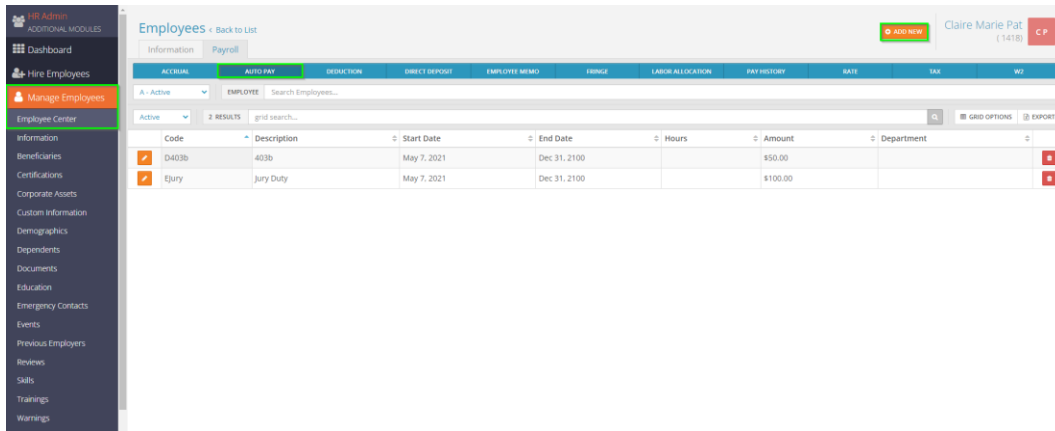 HR Admin
ADDITIONAL MODULES
Dashboard
Hire Employees
Manage Employees
Employee Center
Information
Beneficiaries
Certifications
Corporate Assets
Custom Information
Demographics
Dependents
Documents
Education
Emergency Contacts
Events
Previous Employers
Reviews
Skills
Trainings
Warnings
Employees < Back to List
ADD NEW
Claire Marie Pat
( 1418)
CP
Information Payroll
ACCRUAL AUTO PAY DEDUCTION DIRECT DEPOSIT EMPLOYEE MEMO FRINGE LABOR ALLOCATION PAY HISTORY RATE TAX W2
A - Active EMPLOYEE Search Employees...
Active 2 RESULTS grid search... GRID OPTIONS EXPORT
Code Description Start Date End Date Hours Amount Department
D403b 403b May 7, 2021 Dec 31, 2100 $50.00
EJury Jury Duty May 7, 2021 Dec 31, 2100 $100.00